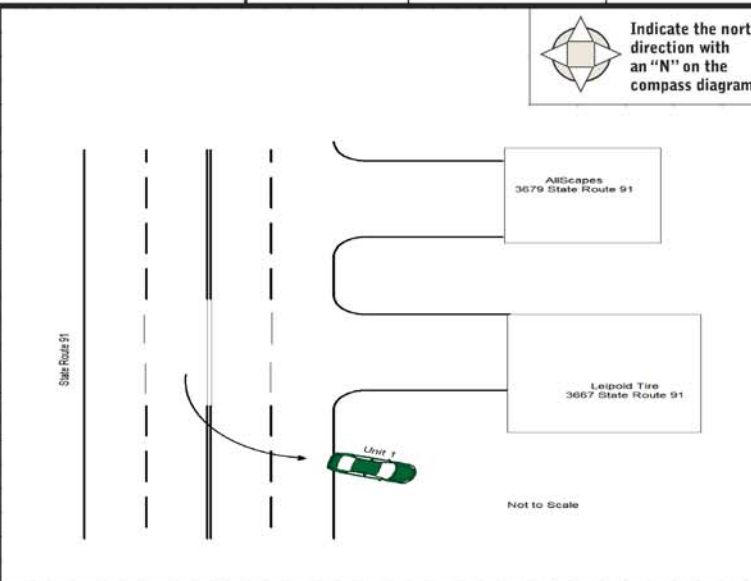 Indicate the nort
direction with
an "N" on the
compass diagram
AllScapes
3679 State Route 91
State Route 91
Leipold Tire
3667 State Route 91
Unit 1
Not to Scale